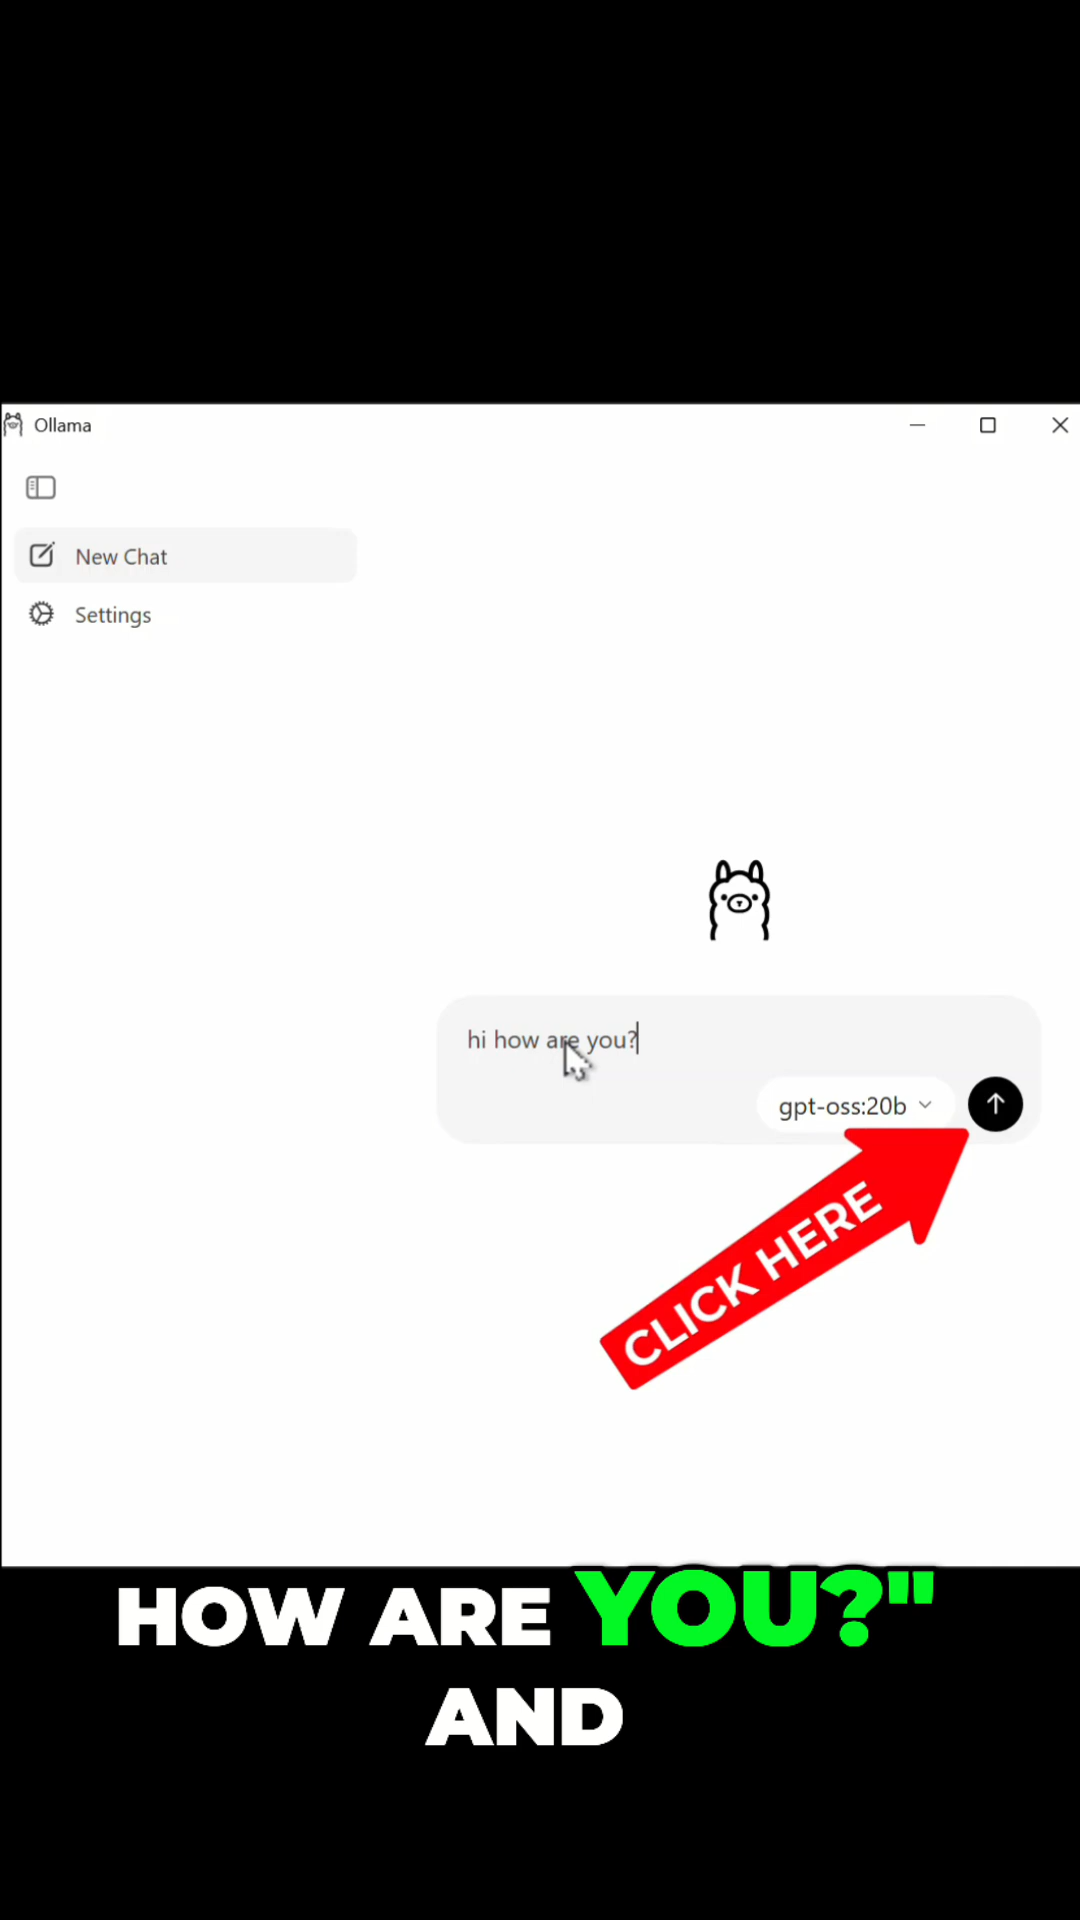 Ollama
New Chat
Settings
hi how are you?
gpt-oss:20b
CLICK HERE
HOW ARE YOU?"
AND